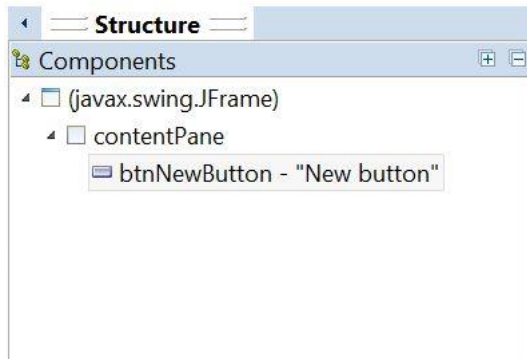 Structure
Components
(javax.swing.JFrame)
contentPane
btnNewButton - "New button"